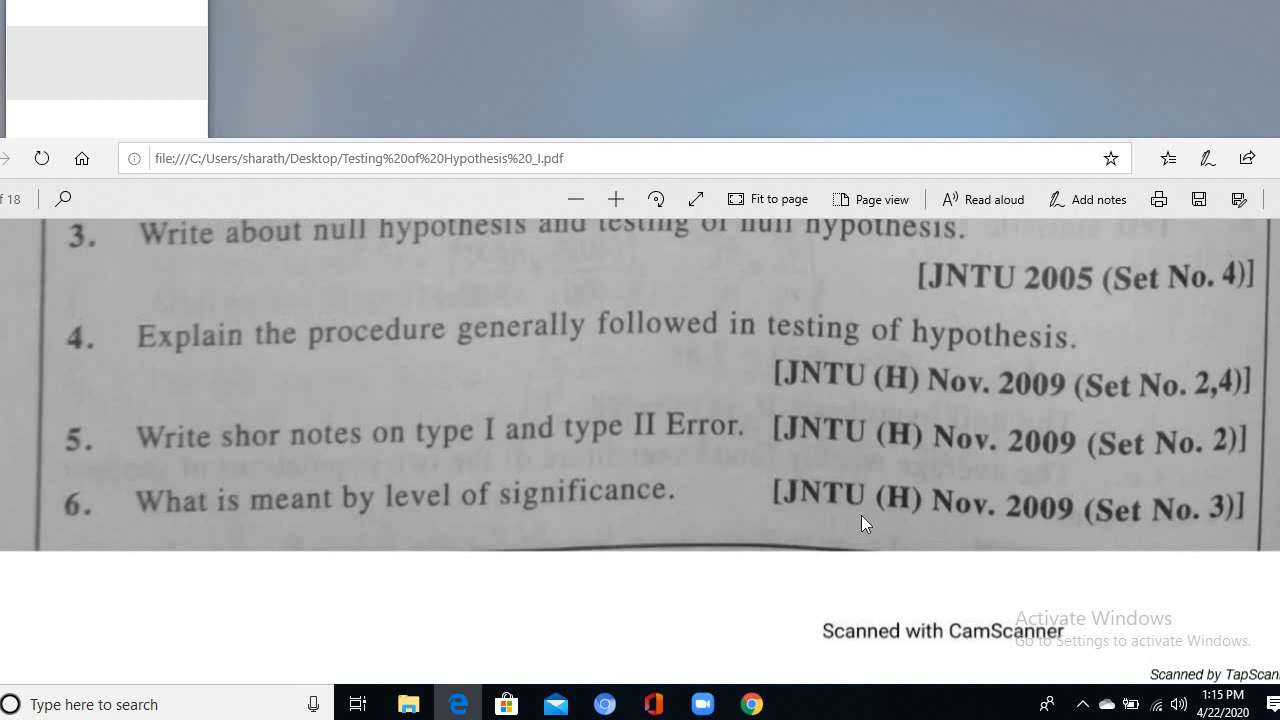 file:///C:/Users/sharath/Desktop/Testing%20of%20Hypothesis%20_I.pdf
f 18
Fit to page
Page view
Read aloud
Add notes
3. Write about null hypothesis and testing of null hypothesis.
[JNTU 2005 (Set No. 4)]
4. Explain the procedure generally followed in testing of hypothesis.
[JNTU (H) Nov. 2009 (Set No. 2,4)]
5. Write shor notes on type I and type II Error. [JNTU (H) Nov. 2009 (Set No. 2)]
6. What is meant by level of significance. [JNTU (H) Nov. 2009 (Set No. 3)]
Activate Windows
Scanned with CamScanner
Go to Settings to activate Windows.
Scanned by TapScan
Type here to search
1:15 PM
4/22/2020